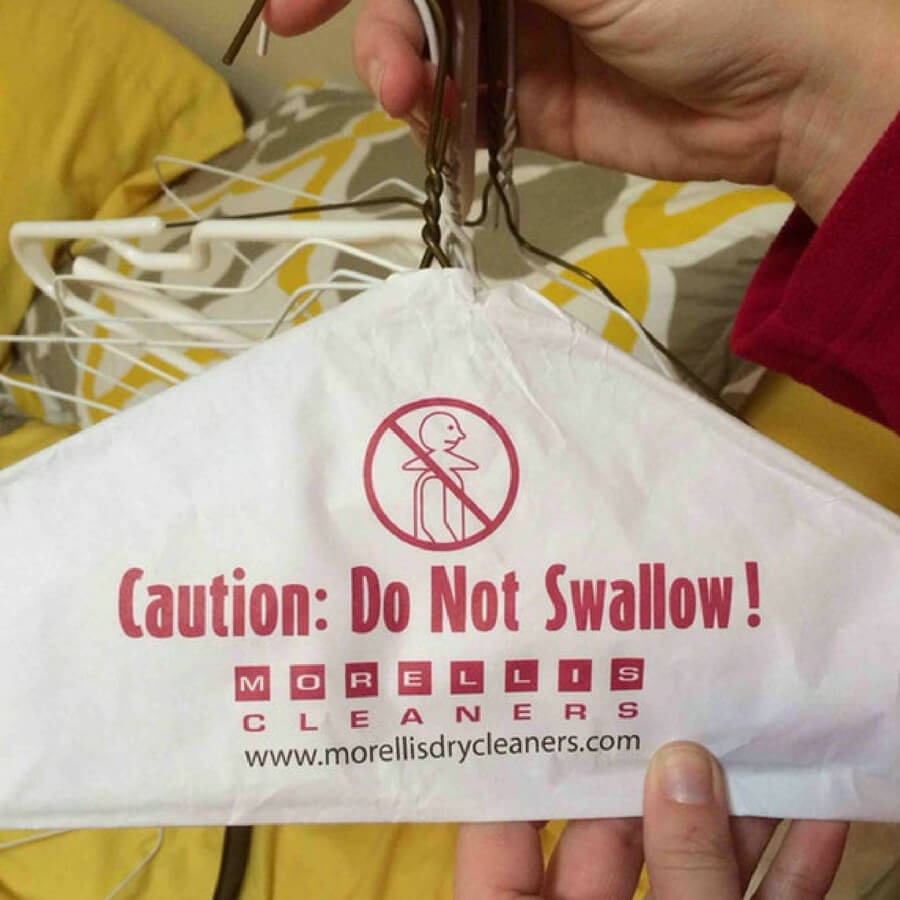 Caution: Do Not Swallow!
MORELLIS
CLEANERS
www.morellisdrycleaners.com